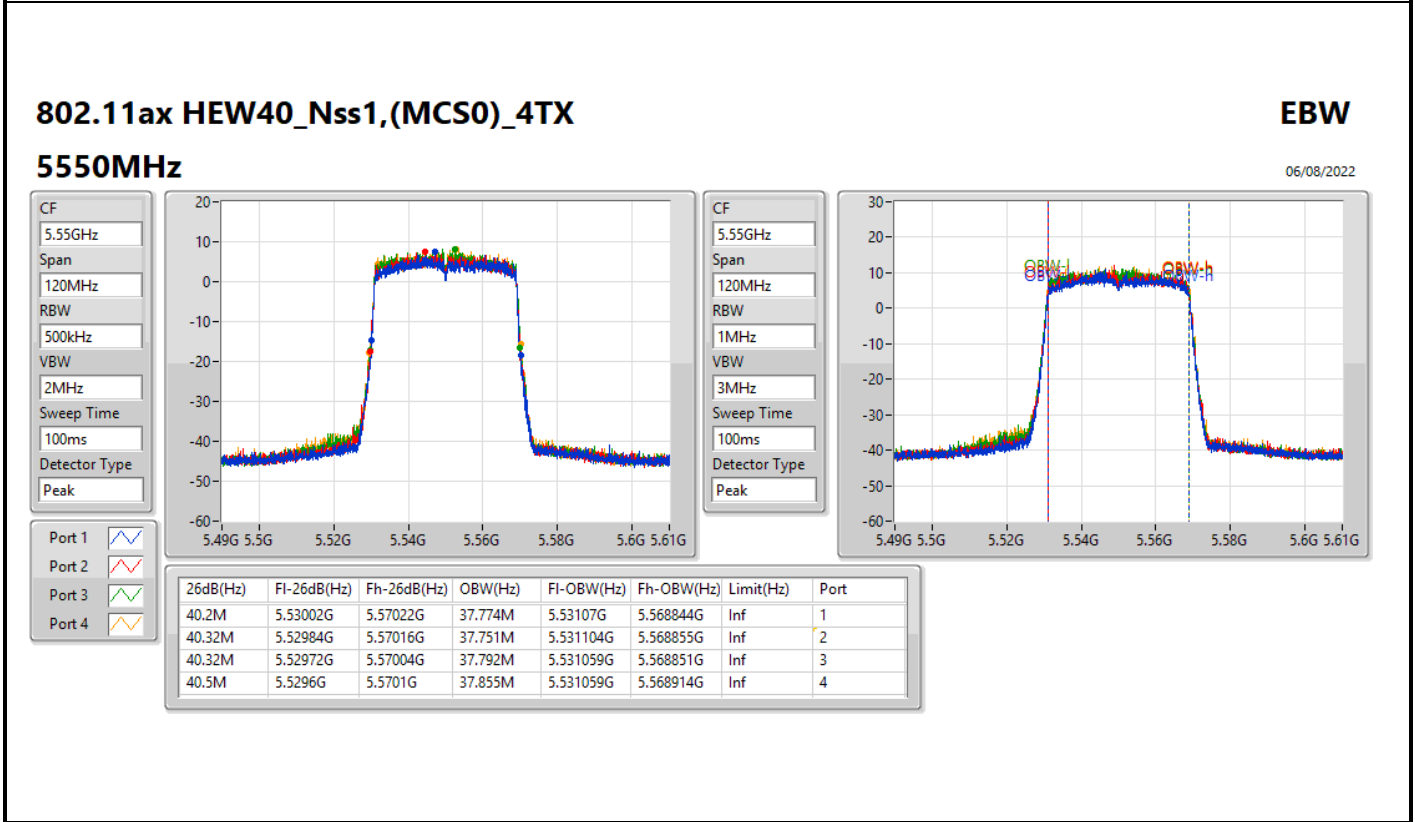 802.11ax HEW40_Nss1,(MCS0)_4TX
EBW
5550MHz
06/08/2022
CF
5.55GHz
Span
120MHz
RBW
500kHz
VBW
2MHz
Sweep Time
100ms
Detector Type
Peak
20
10
0
-10
-20
-30
-40
-50
-60
5.49G 5.5G 5.52G 5.54G 5.56G 5.58G 5.6G 5.61G
CF
5.55GHz
Span
120MHz
RBW
1MHz
VBW
3MHz
Sweep Time
100ms
Detector Type
Peak
30
20
10
0
-10
-20
-30
-40
-50
-60
OBW-l
OBW-h
OBW-l
OBW-h
5.49G 5.5G 5.52G 5.54G 5.56G 5.58G 5.6G 5.61G
Port 1
Port 2
Port 3
Port 4
26dB(Hz) Fl-26dB(Hz) Fh-26dB(Hz) OBW(Hz) Fl-OBW(Hz) Fh-OBW(Hz) Limit(Hz) Port
40.2M 5.53002G 5.57022G 37.774M 5.53107G 5.568844G Inf 1
40.32M 5.52984G 5.57016G 37.751M 5.531104G 5.568855G Inf 2
40.32M 5.52972G 5.57004G 37.792M 5.531059G 5.568851G Inf 3
40.5M 5.5296G 5.5701G 37.855M 5.531059G 5.568914G Inf 4